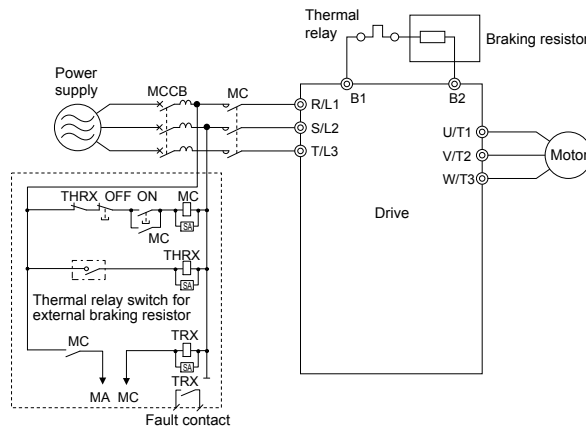 Thermal
relay
Braking resistor
Power
supply
MCCB
MC
B1
B2
R/L1
S/L2
T/L3
U/T1
V/T2
W/T3
Motor
Drive
THRX
OFF
ON
MC
SA
MC
THRX
SA
Thermal relay switch for
external braking resistor
MC
TRX
SA
MA
MC
TRX
Fault contact